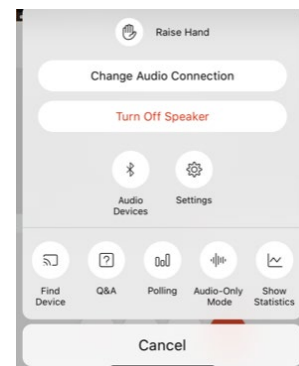 Raise Hand
Change Audio Connection
Turn Off Speaker
Audio
Devices
Settings
Find
Device
Q&A
Polling
Audio-Only
Mode
Show
Statistics
Cancel